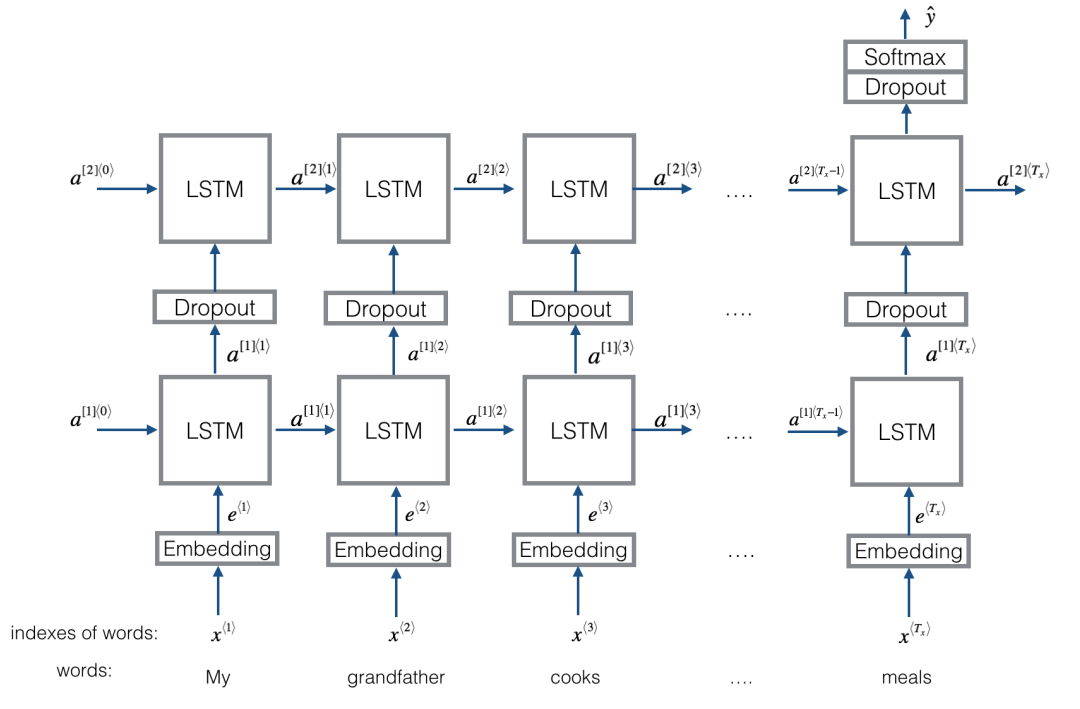 ŷ
Softmax
Dropout
a[2]⟨0⟩ LSTM a[2]⟨1⟩ LSTM a[2]⟨2⟩ LSTM a[2]⟨3⟩ .... a[2]⟨Tx−1⟩ LSTM a[2]⟨Tx⟩
Dropout Dropout Dropout .... Dropout
a[1]⟨1⟩ a[1]⟨2⟩ a[1]⟨3⟩ a[1]⟨Tx⟩
a[1]⟨0⟩ LSTM a[1]⟨1⟩ LSTM a[1]⟨2⟩ LSTM a[1]⟨3⟩ .... a[1]⟨Tx−1⟩ LSTM
e⟨1⟩ e⟨2⟩ e⟨3⟩ e⟨Tx⟩
Embedding Embedding Embedding .... Embedding
indexes of words: x⟨1⟩ x⟨2⟩ x⟨3⟩ x⟨Tx⟩
words: My grandfather cooks .... meals